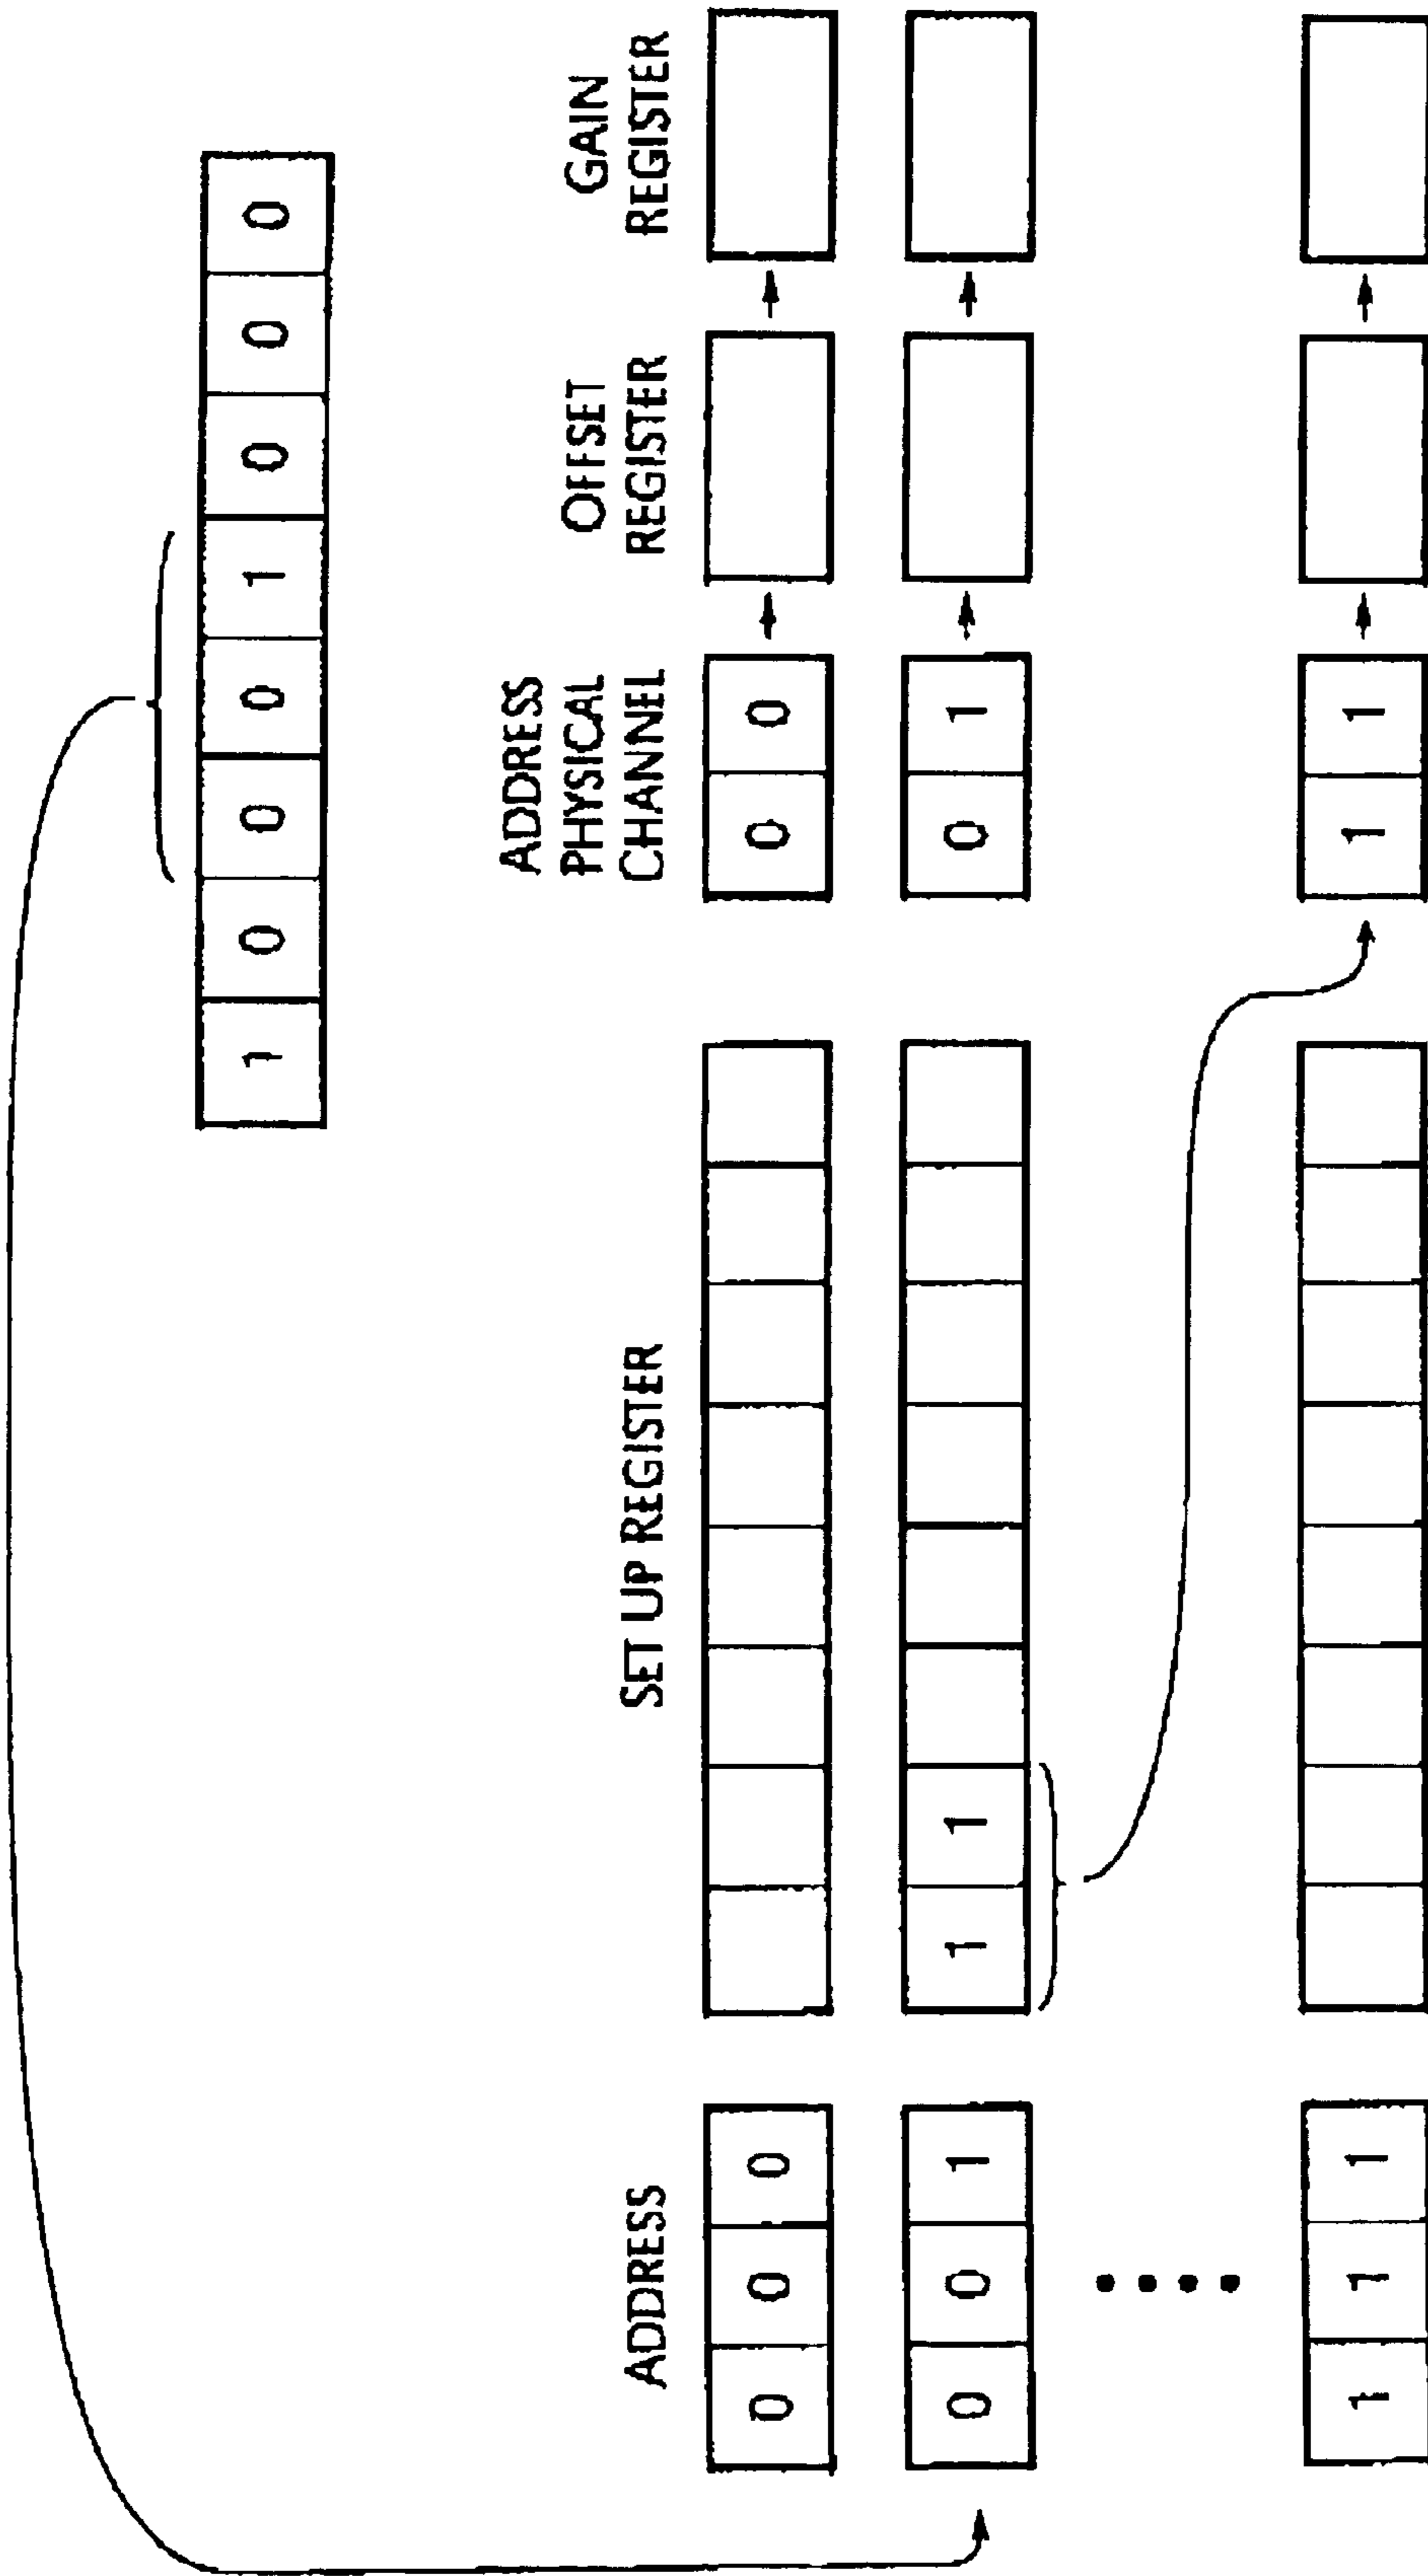 1 0 0 0 1 0 0 0
ADDRESS
SET UP REGISTER
ADDRESS
PHYSICAL
CHANNEL
OFFSET
REGISTER
GAIN
REGISTER
0 0 0
0 0
0 0 1
1 1
0 1
1 1 1
1 1